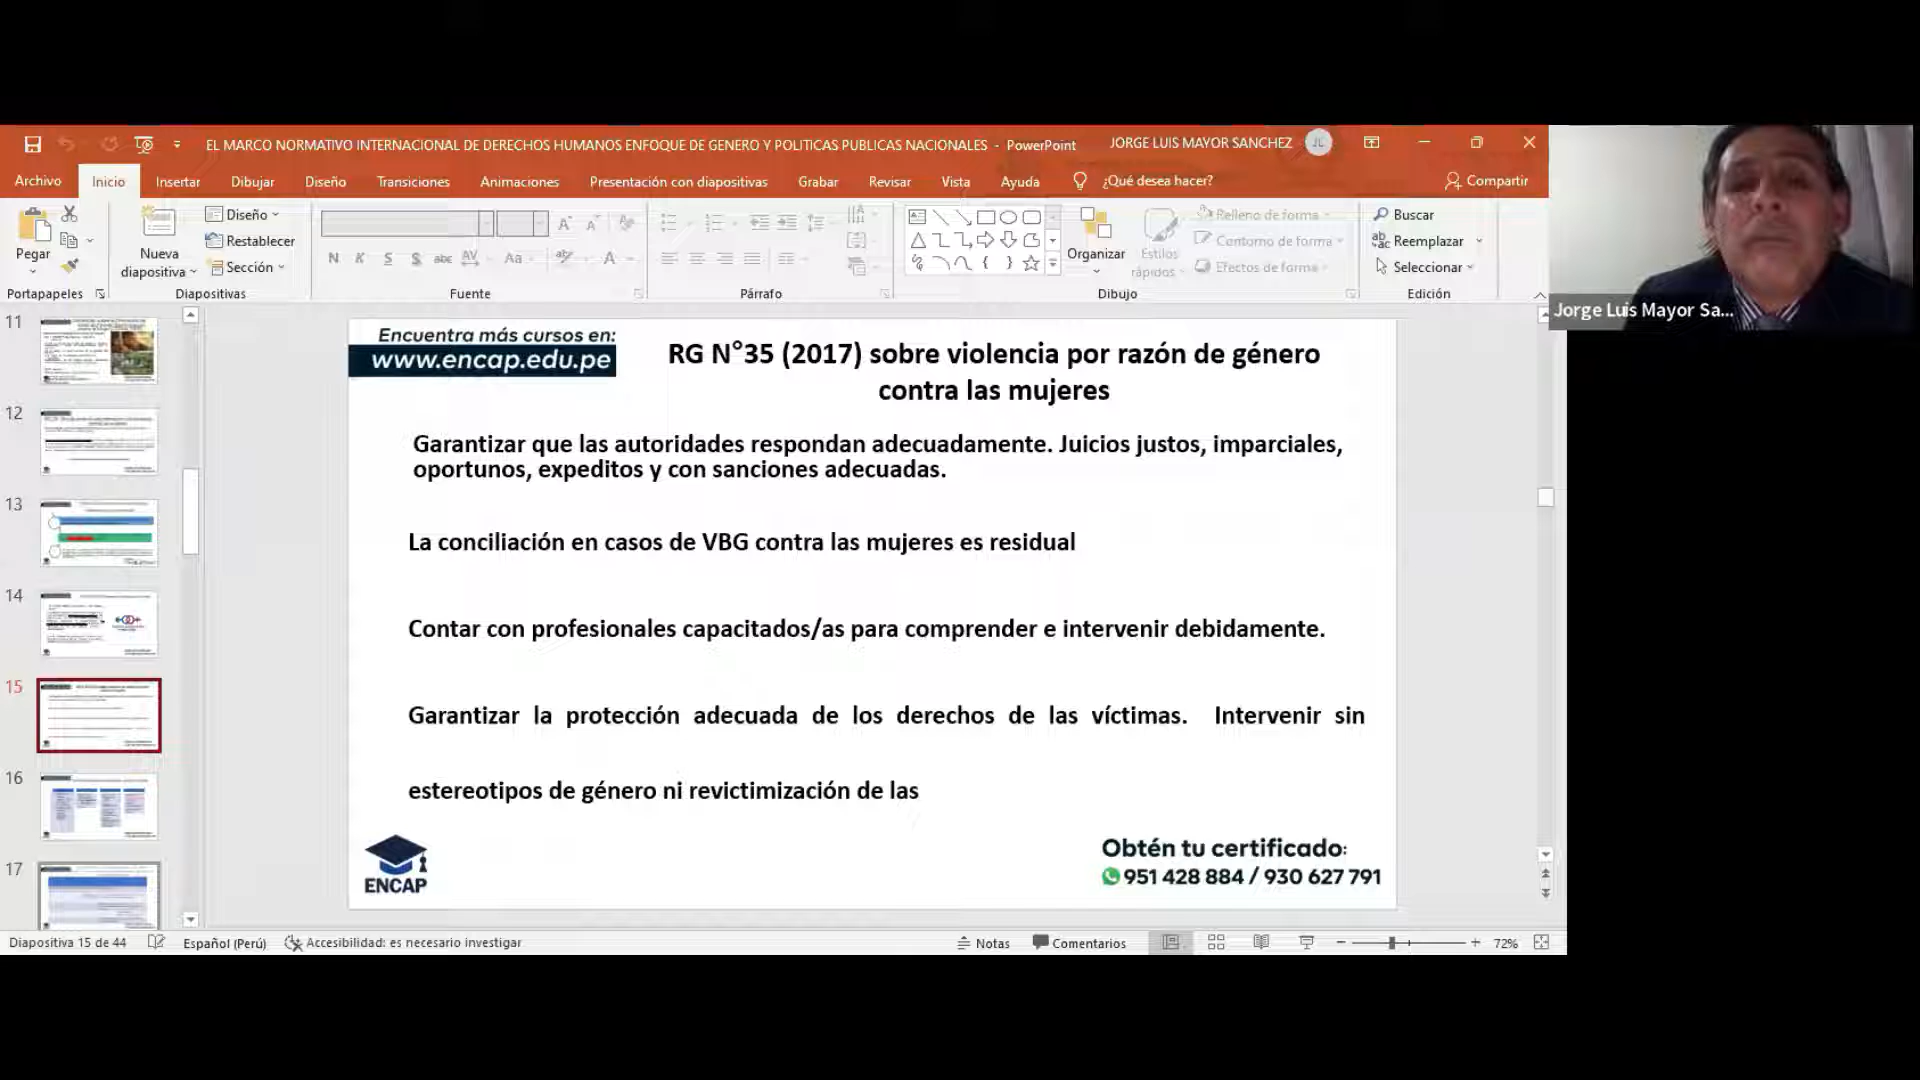 EL MARCO NORMATIVO INTERNACIONAL DE DERECHOS HUMANOS ENFOQUE DE GENERO Y POLITICAS PUBLICAS NACIONALES - PowerPoint
JORGE LUIS MAYOR SANCHEZ
JL
Archivo
Inicio
Insertar
Dibujar
Diseño
Transiciones
Animaciones
Presentación con diapositivas
Grabar
Revisar
Vista
Ayuda
¿Qué desea hacer?
Compartir
Pegar
Nueva
diapositiva
Diseño
Restablecer
Sección
N K S S abc AV Aa A
Organizar
Estilos
rápidos
Relleno de forma
Contorno de forma
Efectos de forma
Buscar
Reemplazar
Seleccionar
Portapapeles
Diapositivas
Fuente
Párrafo
Dibujo
Edición
Jorge Luis Mayor Sa...
11
12
13
14
15
16
17
Encuentra más cursos en:
www.encap.edu.pe
RG N°35 (2017) sobre violencia por razón de género
contra las mujeres
Garantizar que las autoridades respondan adecuadamente. Juicios justos, imparciales,
oportunos, expeditos y con sanciones adecuadas.
La conciliación en casos de VBG contra las mujeres es residual
Contar con profesionales capacitados/as para comprender e intervenir debidamente.
Garantizar la protección adecuada de los derechos de las víctimas. Intervenir sin
estereotipos de género ni revictimización de las
ENCAP
Obtén tu certificado:
951 428 884 / 930 627 791
Diapositiva 15 de 44
Español (Perú)
Accesibilidad: es necesario investigar
Notas
Comentarios
72%